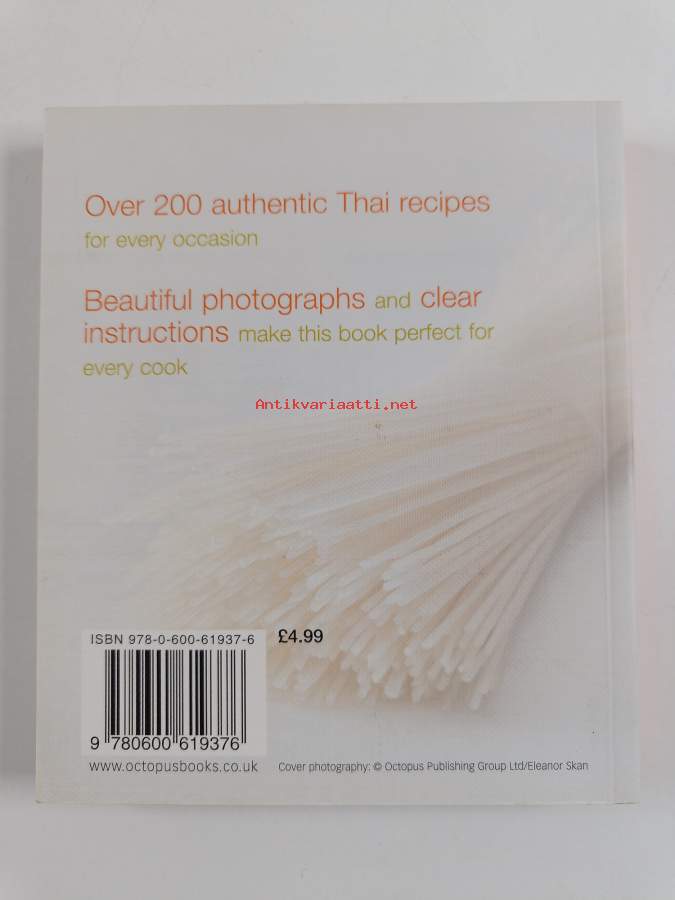 Over 200 authentic Thai recipes
for every occasion
Beautiful photographs and clear
instructions make this book perfect for
every cook
Antikvariaatti.net
ISBN 978-0-600-61937-6
£4.99
9 780600 619376
www.octopusbooks.co.uk
Cover photography: © Octopus Publishing Group Ltd/Eleanor Skan